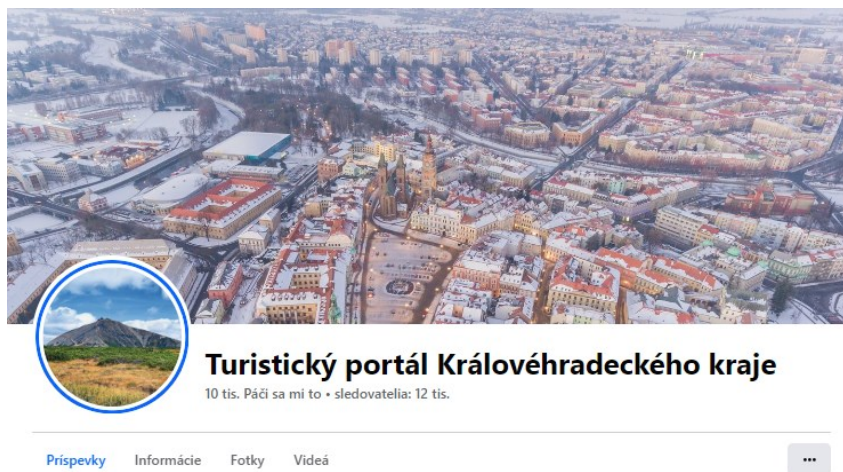 Turistický portál Královéhradeckého kraje
10 tis. Páči sa mi to • sledovatelia: 12 tis.
Príspevky Informácie Fotky Videá